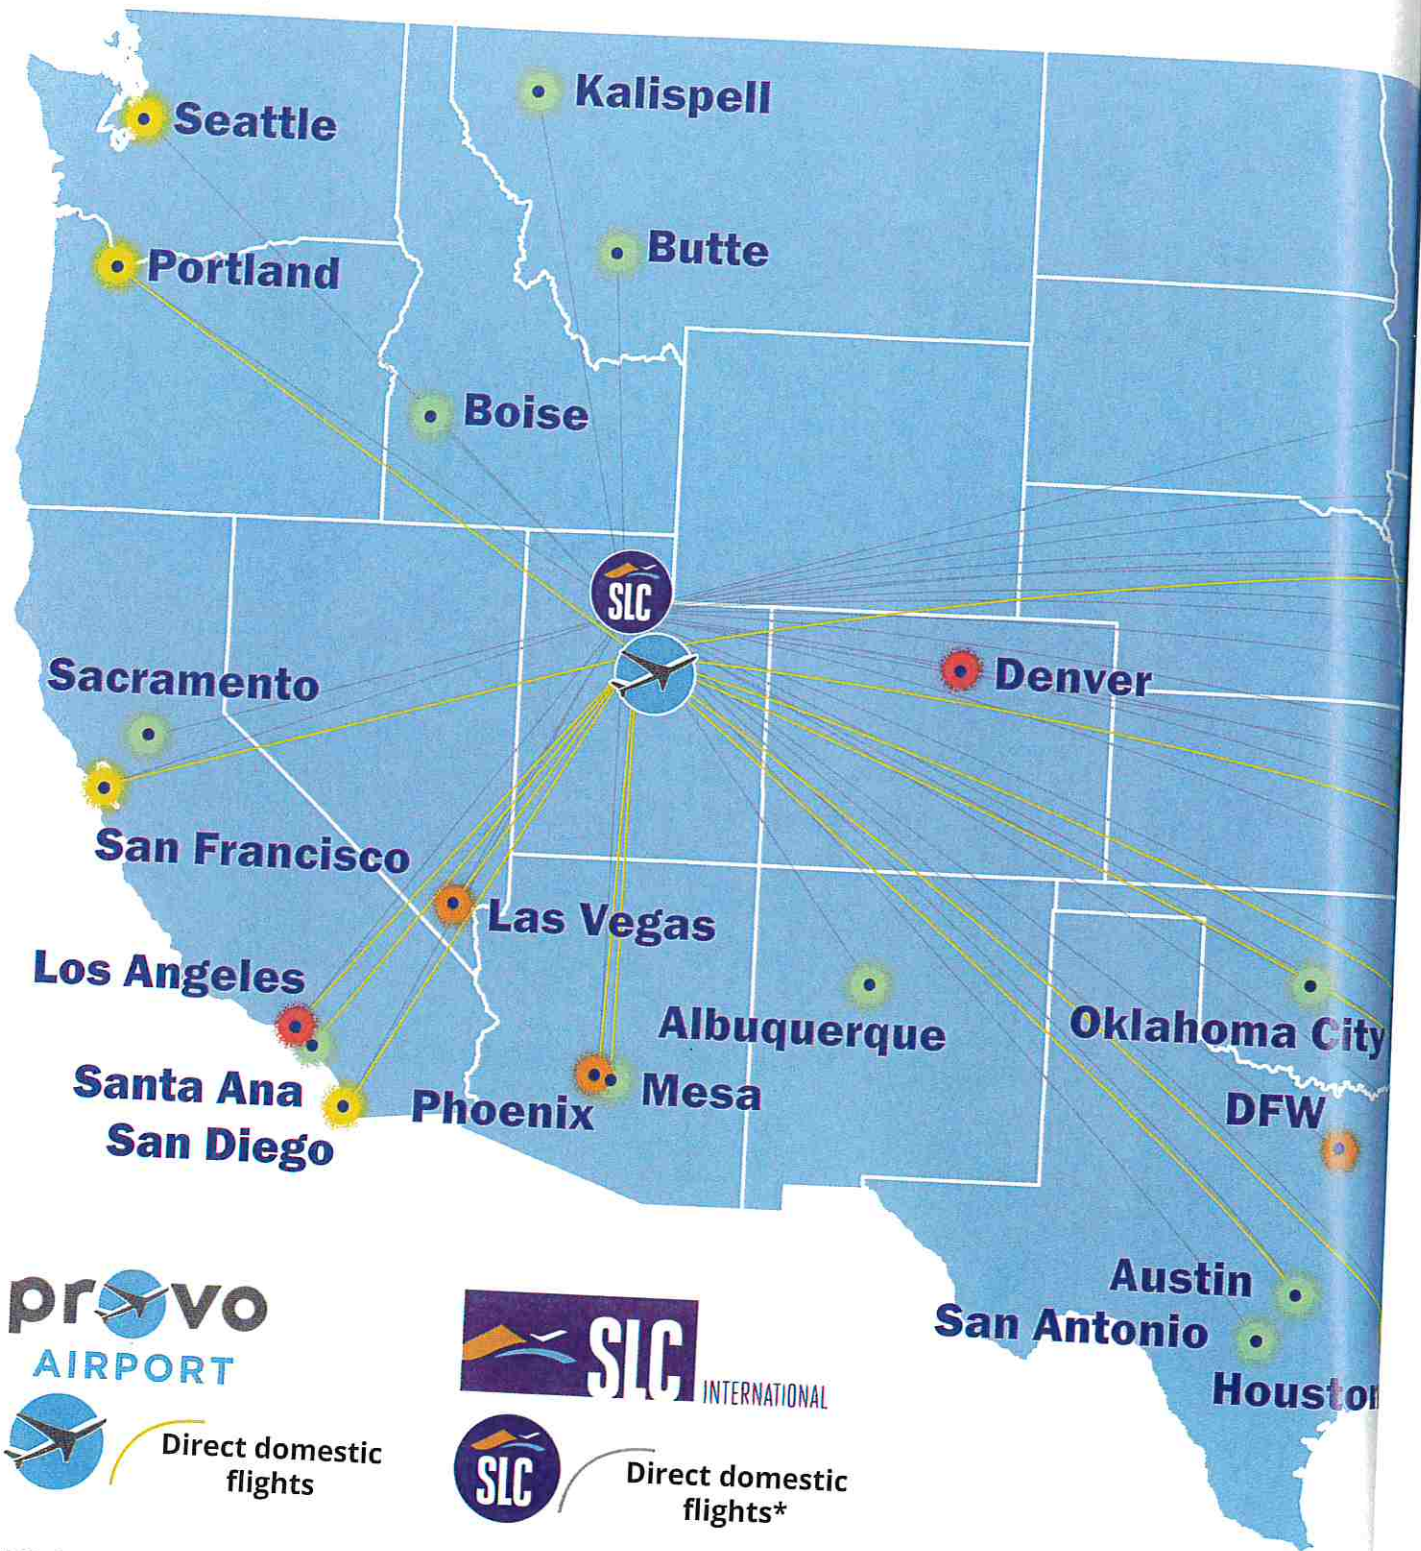 Kalispell
Seattle
Butte
Portland
Boise
SLC
Sacramento
Denver
San Francisco
Las Vegas
Los Angeles
Albuquerque
Oklahoma City
Santa Ana
Phoenix
Mesa
DFW
San Diego
Austin
San Antonio
Houston
provo
AIRPORT
SLC
INTERNATIONAL
Direct domestic
flights
SLC
Direct domestic
flights*